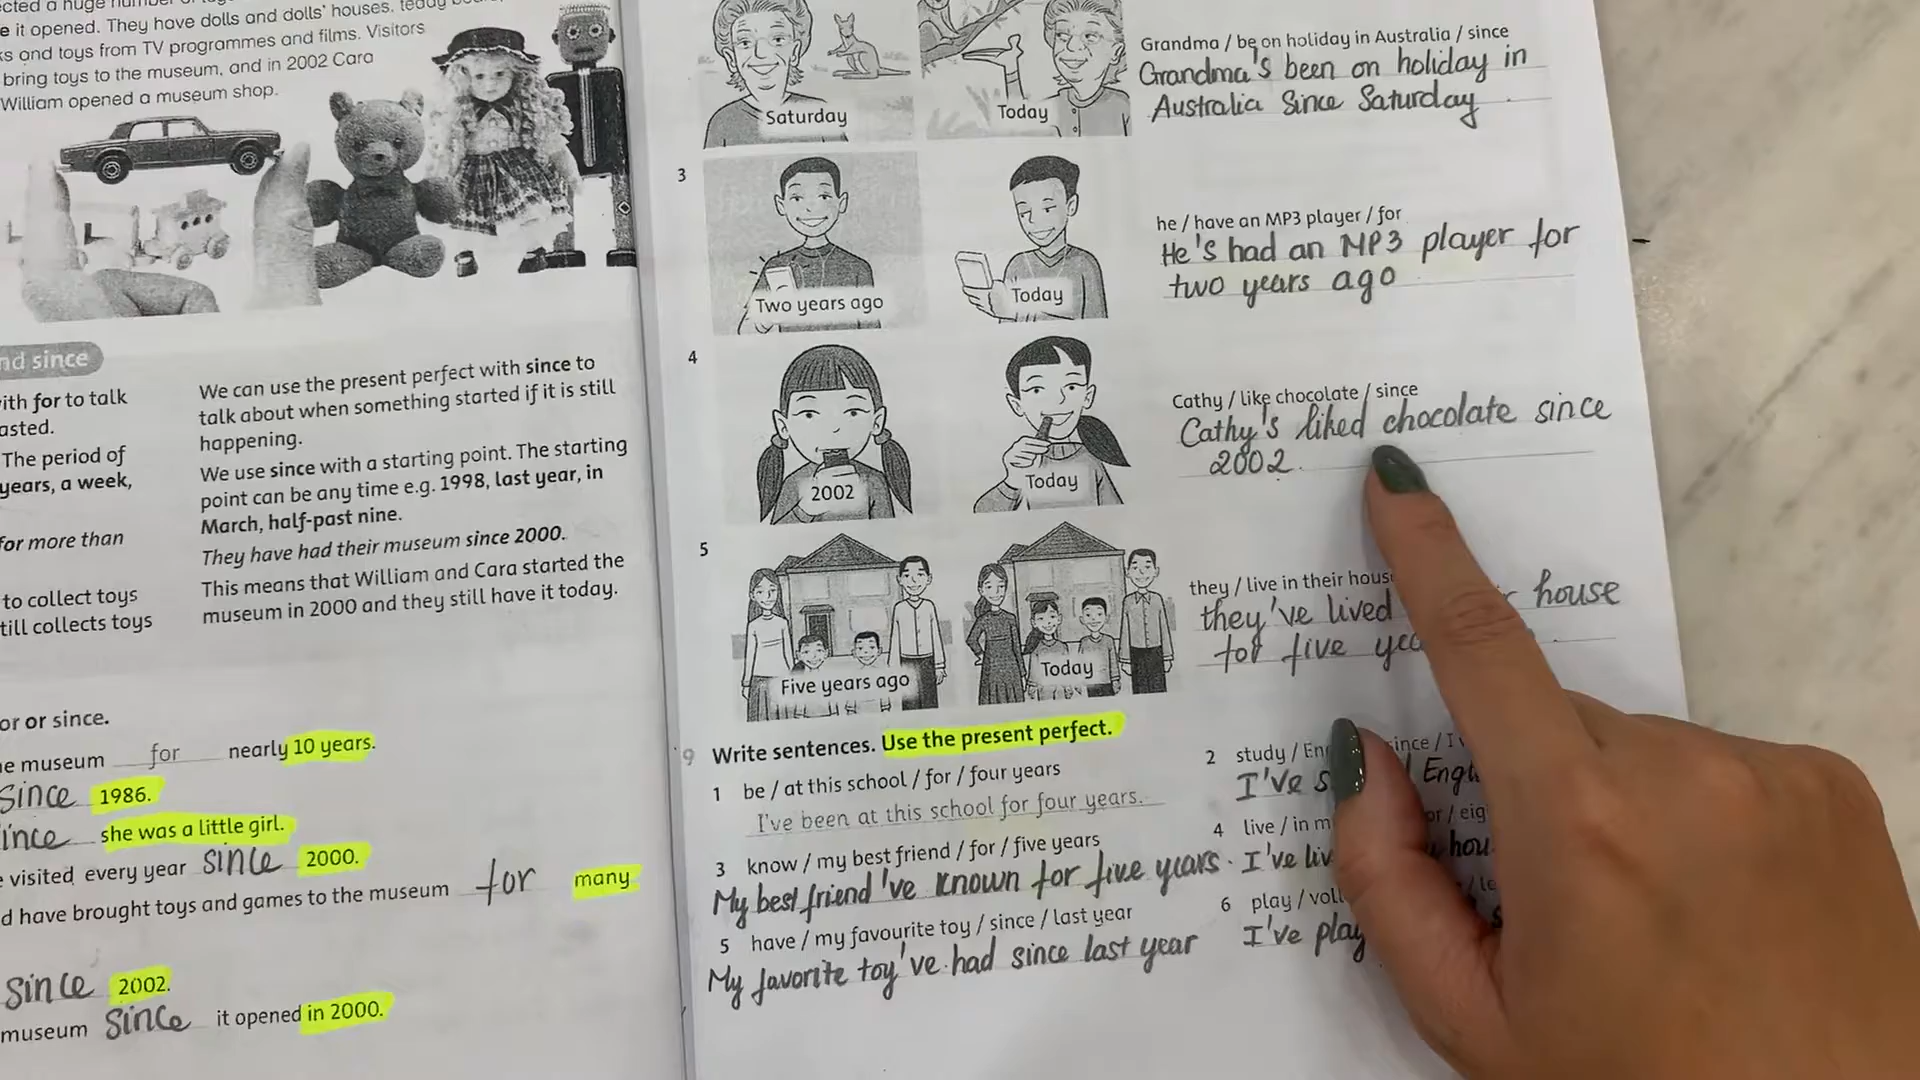 it opened. They have dolls and dolls' houses, teddy
ks and toys from TV programmes and films. Visitors
bring toys to the museum, and in 2002 Cara
William opened a museum shop.
nd since
with for to talk
asted.
The period of
years, a week,
for more than
to collect toys
till collects toys
We can use the present perfect with since to
talk about when something started if it is still
happening.
We use since with a starting point. The starting
point can be any time e.g. 1998, last year, in
March, half-past nine.
They have had their museum since 2000.
This means that William and Cara started the
museum in 2000 and they still have it today.
or or since.
e museum for nearly 10 years.
since 1986.
ince she was a little girl.
visited every year since 2000.
d have brought toys and games to the museum for many
since 2002.
museum since it opened in 2000.
Saturday
Today
Grandma / be on holiday in Australia / since
Grandma's been on holiday in
Australia Since Saturday
3
Two years ago
Today
he / have an MP3 player / for
He's had an MP3 player for
two years ago
4
2002
Today
Cathy / like chocolate / since
Cathy's liked chocolate since
2002.
5
Five years ago
Today
they / live in their hous
they've lived house
for five yea
9 Write sentences. Use the present perfect.
1 be / at this school / for / four years
I've been at this school for four years.
2 study / En ince / I
I've s Engl
3 know / my best friend / for / five years
My best friend 've known for five years.
4 live / in m or / eig
I've liv hou
5 have / my favourite toy / since / last year
My favorite toy've had since last year
6 play / voll / le
I've play